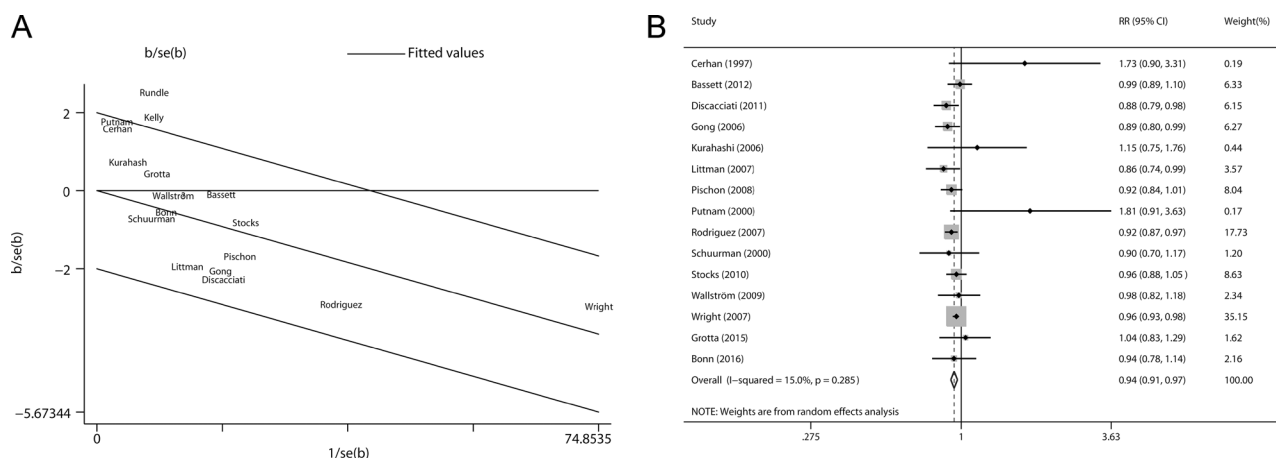 A
b/se(b) Fitted values
Rundle
2
Kelly
Putnam
Cerhan
Kurahash
Grotta
0
Wallström
Bassett
Bonn
Schuurman
Stocks
Pischon
Littman
Gong
−2
Discacciati
Rodriguez
Wright
−5.67344
0 74.8535
1/se(b)
b/se(b)
B
Study RR (95% CI) Weight(%)
Cerhan (1997) 1.73 (0.90, 3.31) 0.19
Bassett (2012) 0.99 (0.89, 1.10) 6.33
Discacciati (2011) 0.88 (0.79, 0.98) 6.15
Gong (2006) 0.89 (0.80, 0.99) 6.27
Kurahashi (2006) 1.15 (0.75, 1.76) 0.44
Littman (2007) 0.86 (0.74, 0.99) 3.57
Pischon (2008) 0.92 (0.84, 1.01) 8.04
Putnam (2000) 1.81 (0.91, 3.63) 0.17
Rodriguez (2007) 0.92 (0.87, 0.97) 17.73
Schuurman (2000) 0.90 (0.70, 1.17) 1.20
Stocks (2010) 0.96 (0.88, 1.05) 8.63
Wallström (2009) 0.98 (0.82, 1.18) 2.34
Wright (2007) 0.96 (0.93, 0.98) 35.15
Grotta (2015) 1.04 (0.83, 1.29) 1.62
Bonn (2016) 0.94 (0.78, 1.14) 2.16
Overall (I−squared = 15.0%, p = 0.285) 0.94 (0.91, 0.97) 100.00
NOTE: Weights are from random effects analysis
.275 1 3.63